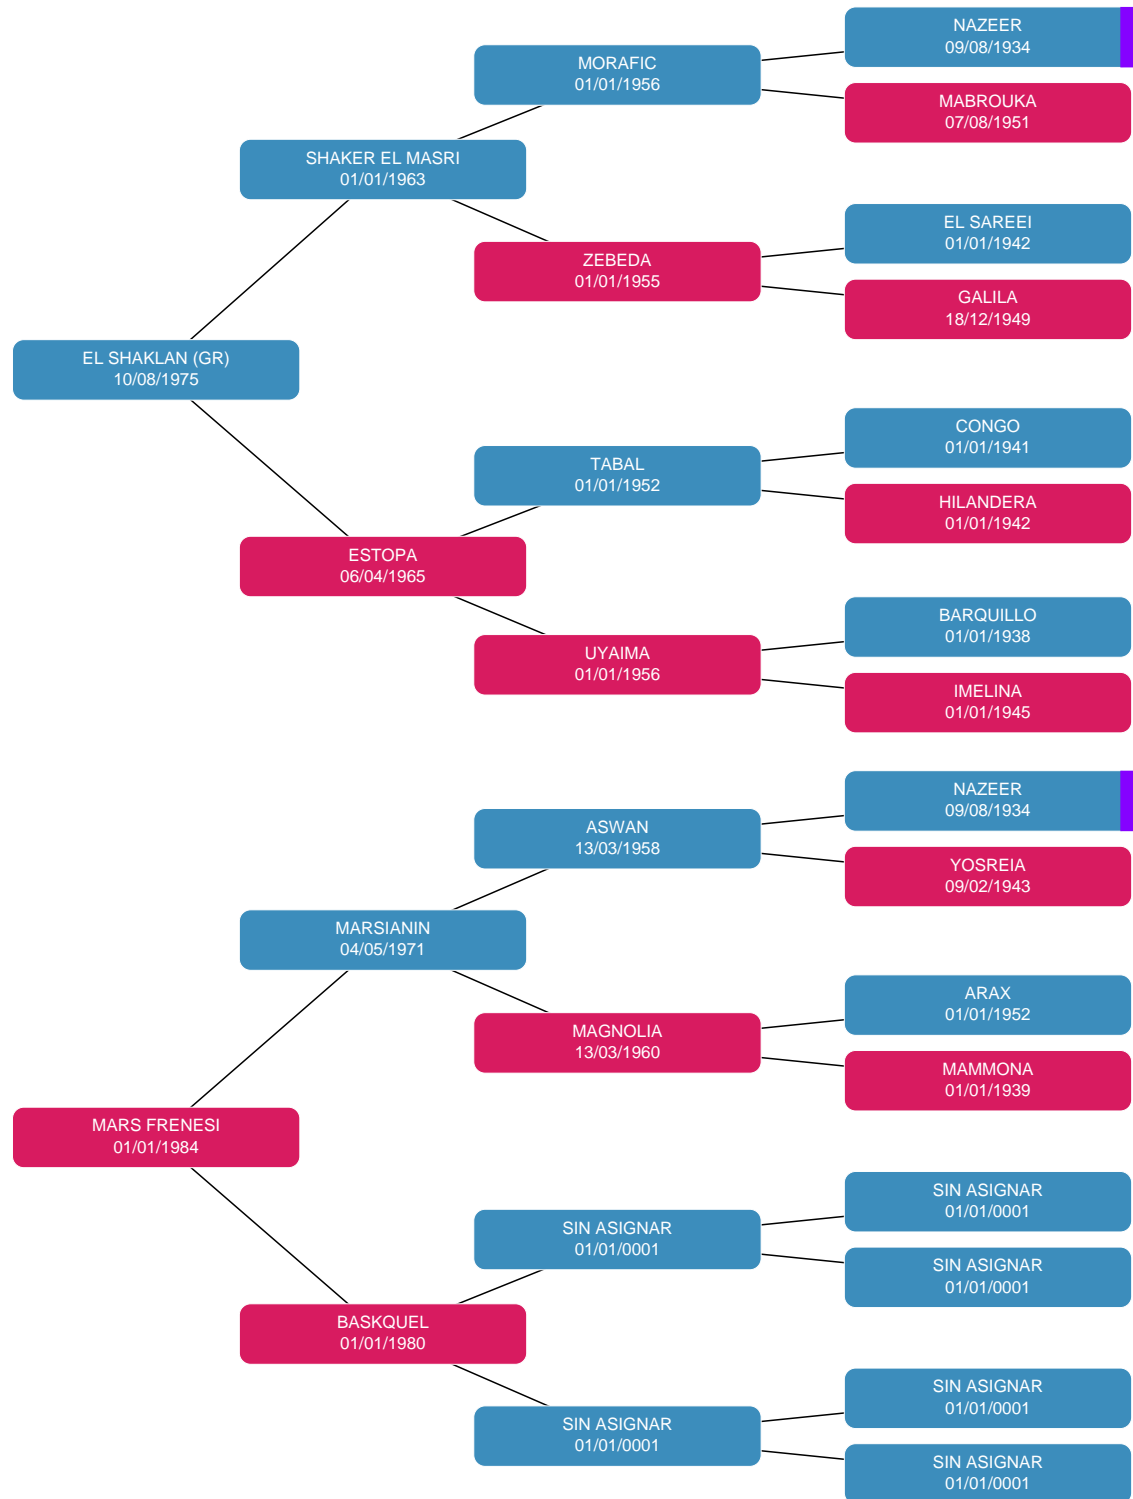 NAZEER
09/08/1934
MORAFIC
01/01/1956
MABROUKA
07/08/1951
SHAKER EL MASRI
01/01/1963
EL SAREEI
01/01/1942
ZEBEDA
01/01/1955
GALILA
18/12/1949
EL SHAKLAN (GR)
10/08/1975
CONGO
01/01/1941
TABAL
01/01/1952
HILANDERA
01/01/1942
ESTOPA
06/04/1965
BARQUILLO
01/01/1938
UYAIMA
01/01/1956
IMELINA
01/01/1945
NAZEER
09/08/1934
ASWAN
13/03/1958
YOSREIA
09/02/1943
MARSIANIN
04/05/1971
ARAX
01/01/1952
MAGNOLIA
13/03/1960
MAMMONA
01/01/1939
MARS FRENESI
01/01/1984
SIN ASIGNAR
01/01/0001
SIN ASIGNAR
01/01/0001
SIN ASIGNAR
01/01/0001
BASKQUEL
01/01/1980
SIN ASIGNAR
01/01/0001
SIN ASIGNAR
01/01/0001
SIN ASIGNAR
01/01/0001